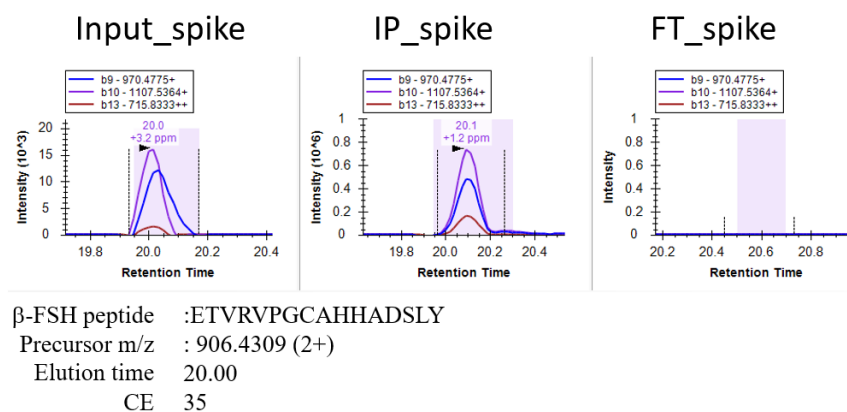 Input_spike
IP_spike
FT_spike
b9 - 970.4775+
b10 - 1107.5364+
b13 - 715.8333++
b9 - 970.4775+
b10 - 1107.5364+
b13 - 715.8333++
b9 - 970.4775+
b10 - 1107.5364+
b13 - 715.8333++
20.0
+3.2 ppm
Intensity (10^3)
20
15
10
5
0
19.8 20.0 20.2 20.4
Retention Time
20.1
+1.2 ppm
Intensity (10^6)
1
0.8
0.6
0.4
0.2
0
19.8 20.0 20.2 20.4
Retention Time
Intensity
1
0.8
0.6
0.4
0.2
0
20.2 20.4 20.6 20.8
Retention Time
β-FSH peptide :ETVRVPGCAHHADSLY
Precursor m/z : 906.4309 (2+)
Elution time 20.00
CE 35